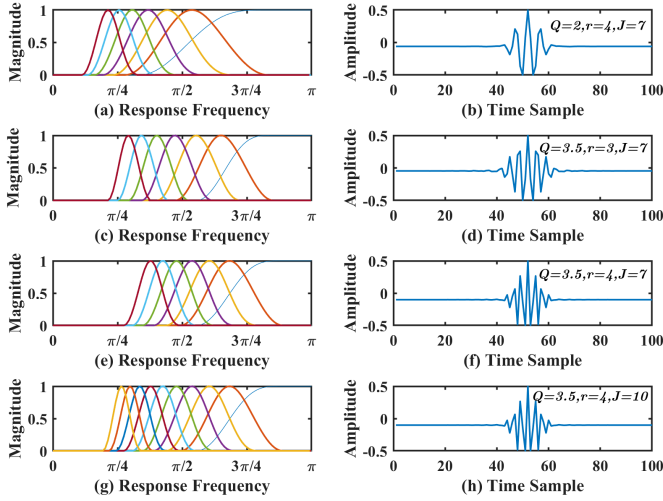 Magnitude
1
0.5
0
0 π/4 π/2 3π/4 π
(a) Response Frequency
Amplitude
0.5
0
-0.5
Q=2,r=4,J=7
0 20 40 60 80 100
(b) Time Sample
Magnitude
1
0.5
0
0 π/4 π/2 3π/4 π
(c) Response Frequency
Amplitude
0.5
0
-0.5
Q=3.5,r=3,J=7
0 20 40 60 80 100
(d) Time Sample
Magnitude
1
0.5
0
0 π/4 π/2 3π/4 π
(e) Response Frequency
Amplitude
0.5
0
-0.5
Q=3.5,r=4,J=7
0 20 40 60 80 100
(f) Time Sample
Magnitude
1
0.5
0
0 π/4 π/2 3π/4 π
(g) Response Frequency
Amplitude
0.5
0
-0.5
Q=3.5,r=4,J=10
0 20 40 60 80 100
(h) Time Sample